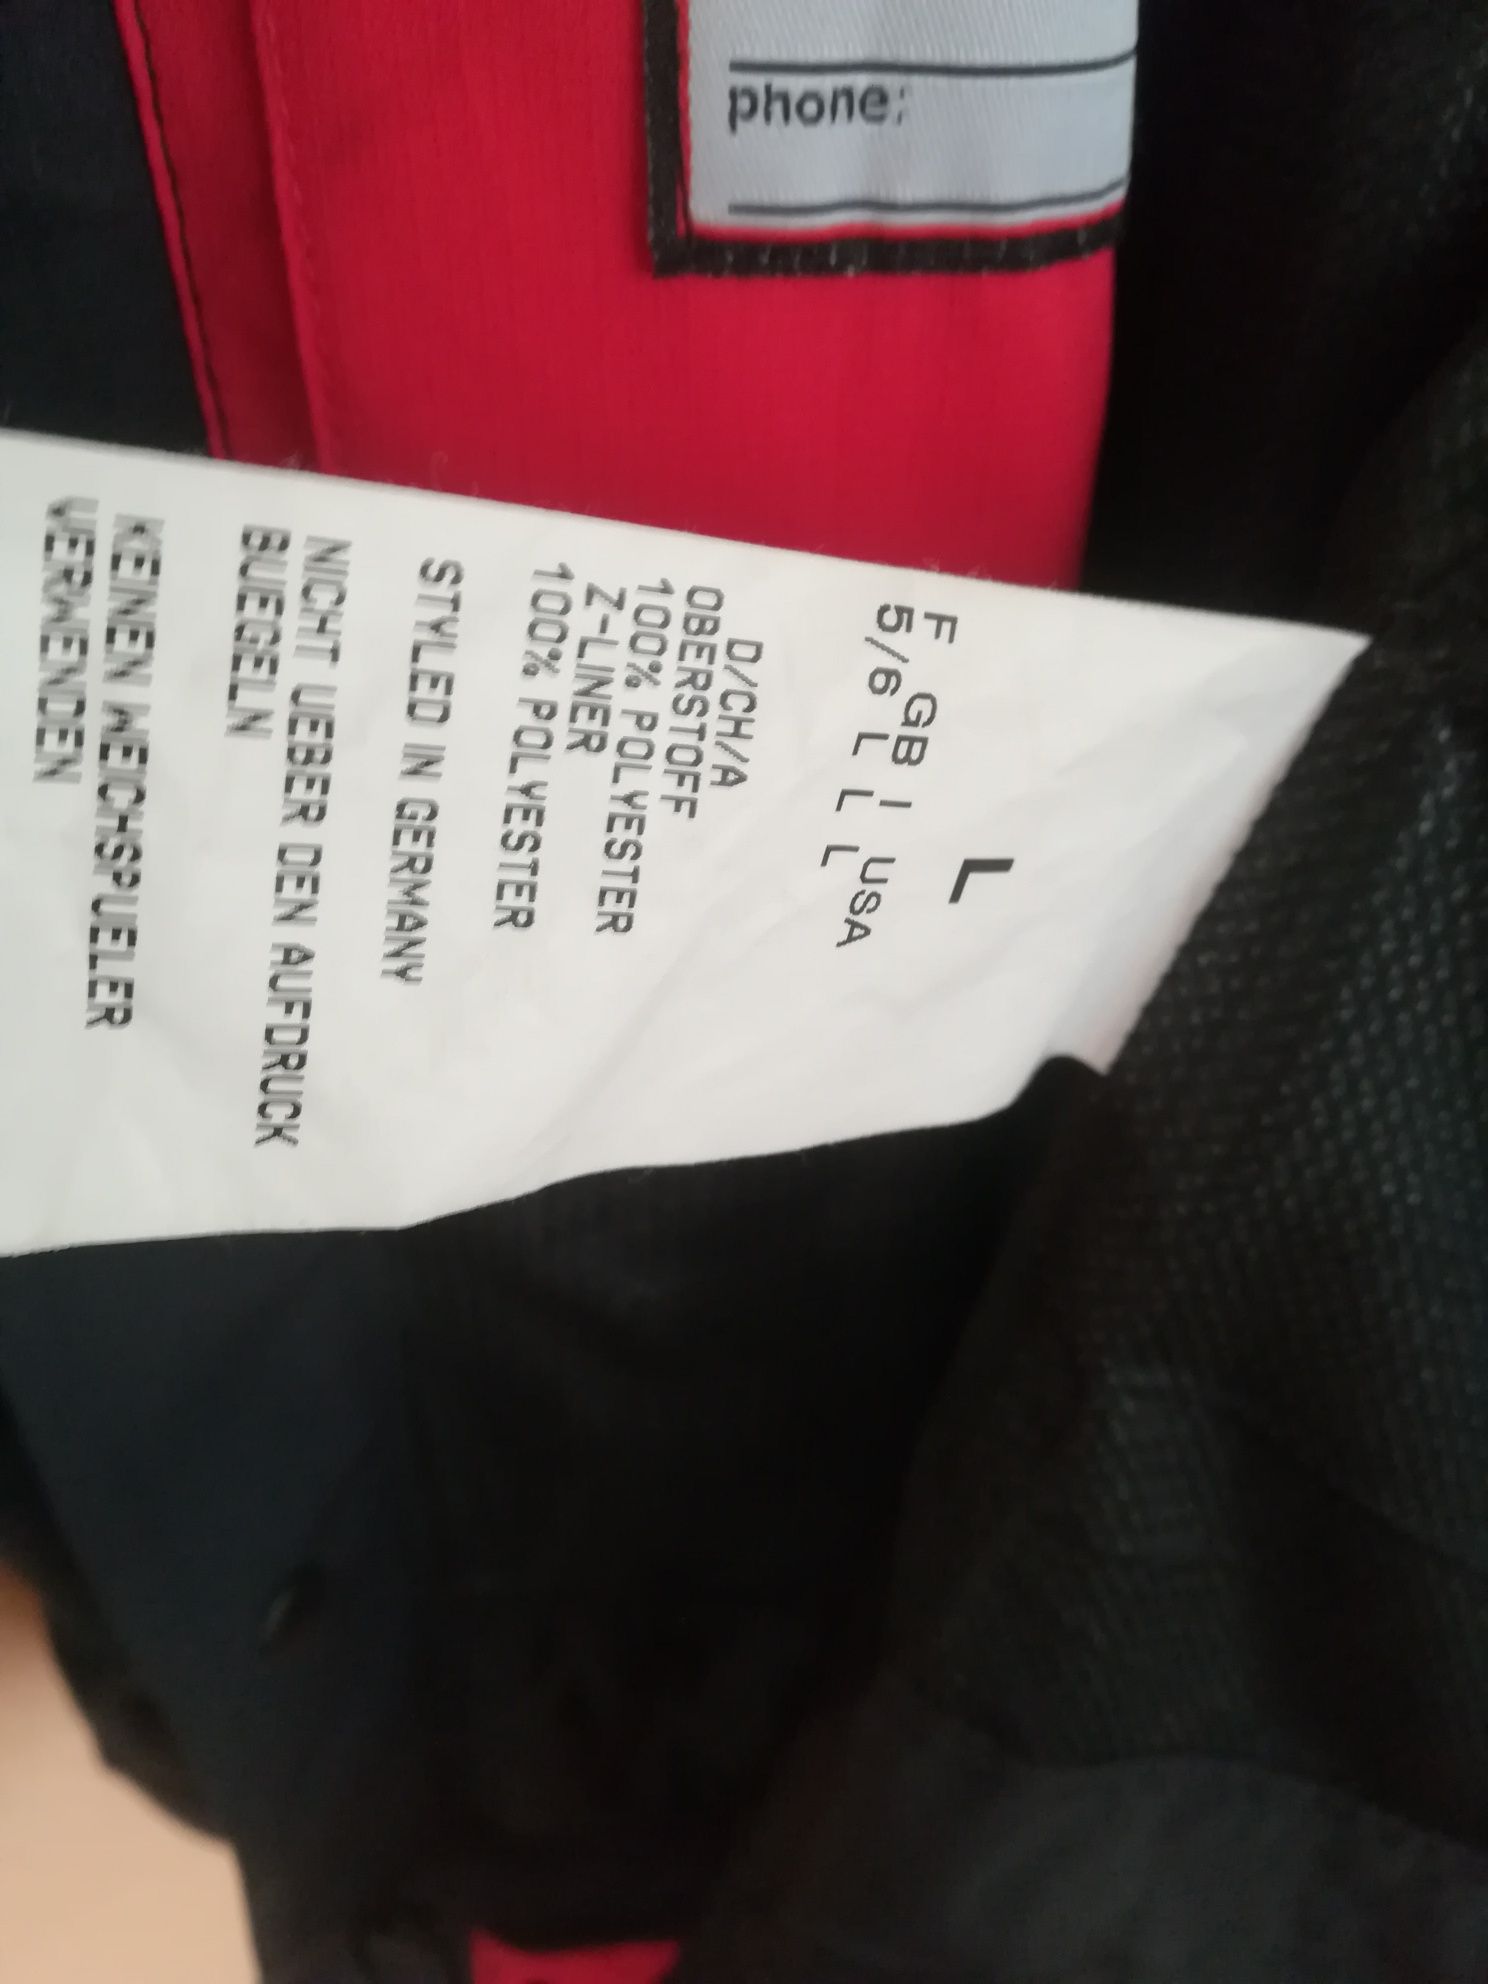 phone:
L
F GB I USA
5/6 L L L
D/CH/A
OBERSTOFF
100% POLYESTER
Z-LINER
100% POLYESTER
STYLED IN GERMANY
NICHT UEBER DEN AUFDRUCK
BUEGELN
KEINEN WEICHSPUELER
VERWENDEN